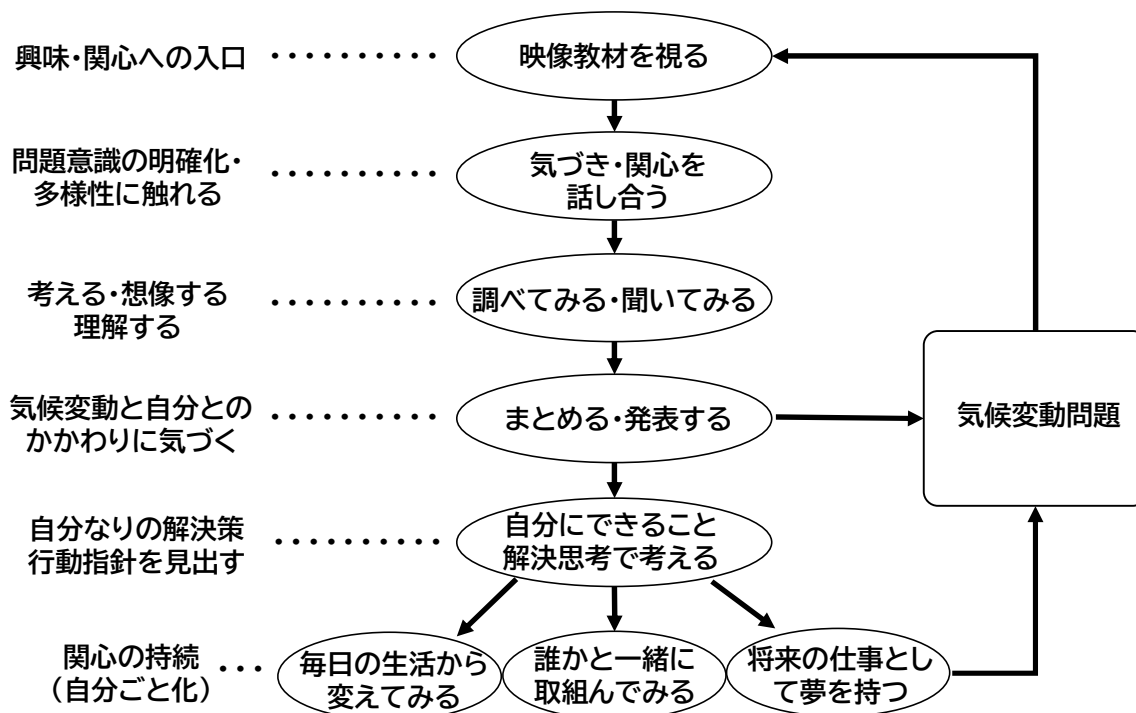 興味・関心への入口
映像教材を視る
問題意識の明確化・
多様性に触れる
気づき・関心を
話し合う
考える・想像する
理解する
調べてみる・聞いてみる
気候変動と自分との
かかわりに気づく
まとめる・発表する
気候変動問題
自分なりの解決策
行動指針を見出す
自分にできること
解決思考で考える
関心の持続
（自分ごと化）
毎日の生活から
変えてみる
誰かと一緒に
取組んでみる
将来の仕事とし
て夢を持つ